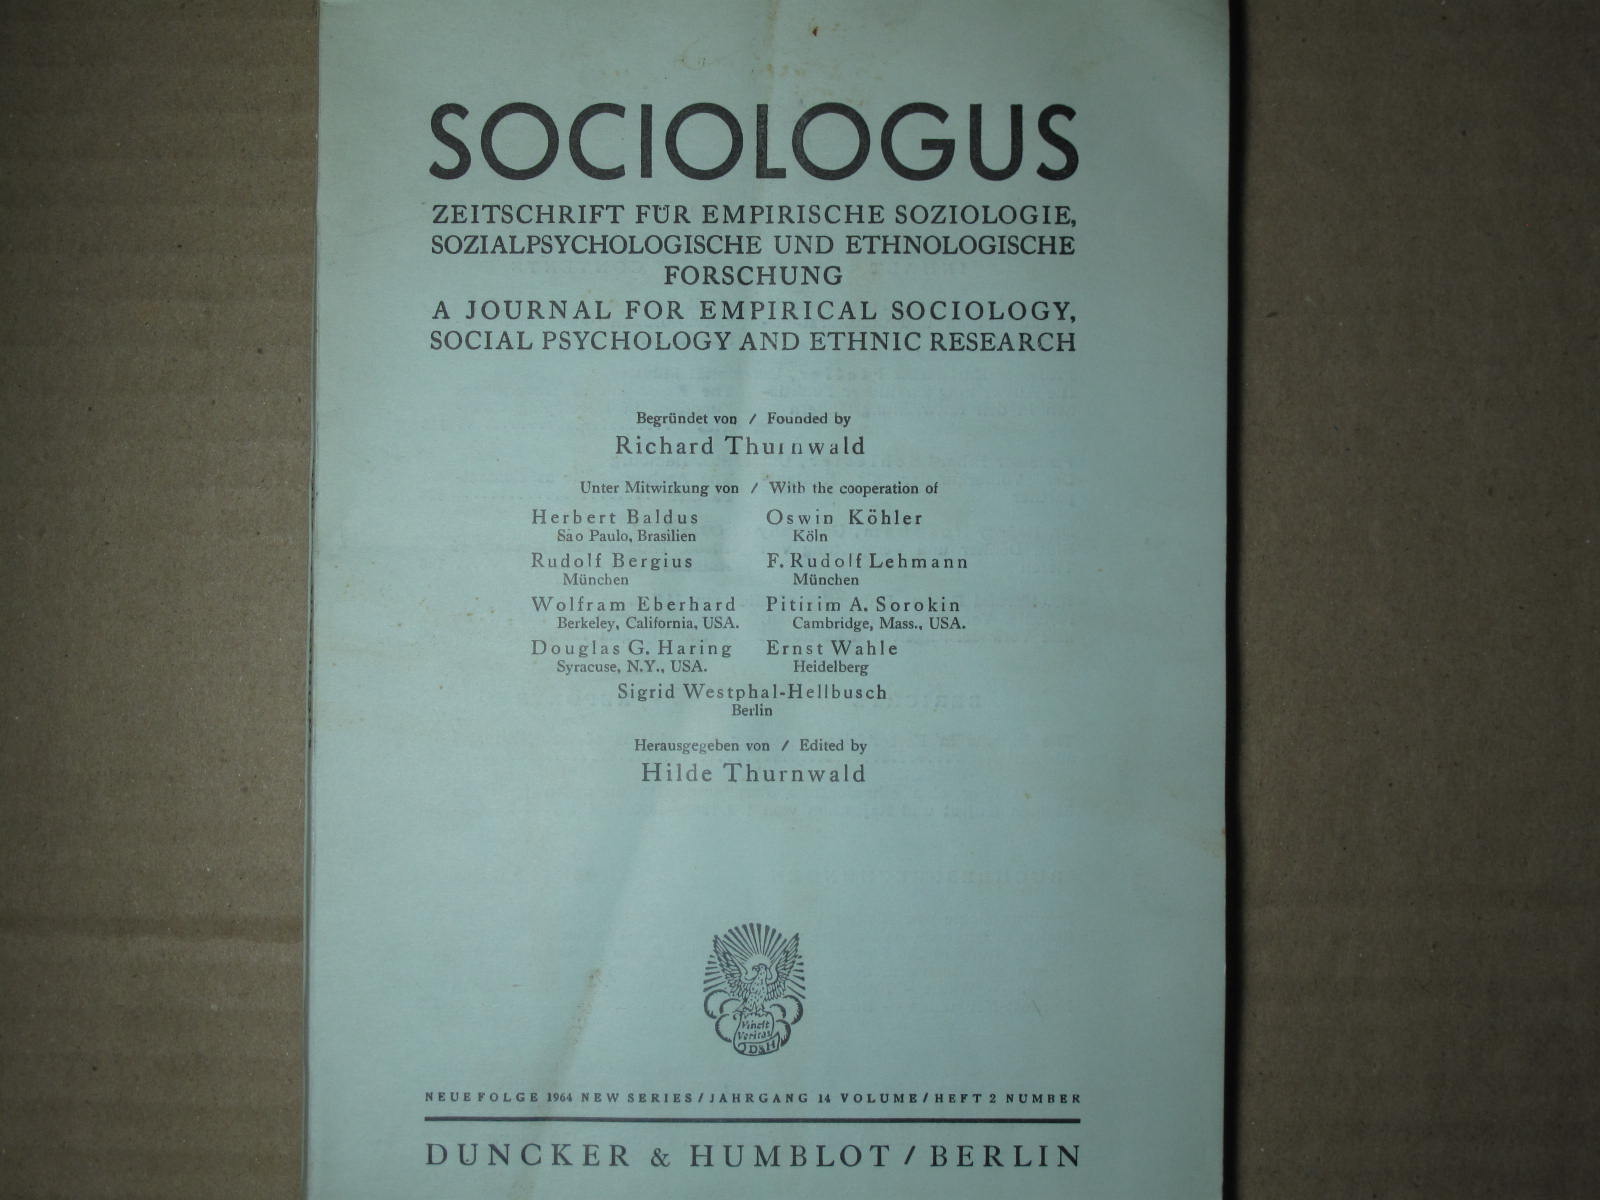 SOCIOLOGUS
ZEITSCHRIFT FÜR EMPIRISCHE SOZIOLOGIE,
SOZIALPSYCHOLOGISCHE UND ETHNOLOGISCHE
FORSCHUNG
A JOURNAL FOR EMPIRICAL SOCIOLOGY,
SOCIAL PSYCHOLOGY AND ETHNIC RESEARCH
Begründet von / Founded by
Richard Thurnwald
Unter Mitwirkung von / With the cooperation of
Herbert Baldus
São Paulo, Brasilien
Oswin Köhler
Köln
Rudolf Bergius
München
F. Rudolf Lehmann
München
Wolfram Eberhard
Berkeley, California, USA.
Pitirim A. Sorokin
Cambridge, Mass., USA.
Douglas G. Haring
Syracuse, N.Y., USA.
Ernst Wahle
Heidelberg
Sigrid Westphal-Hellbusch
Berlin
Herausgegeben von / Edited by
Hilde Thurnwald
Vincit
Veritas
D&H
NEUE FOLGE 1964 NEW SERIES / JAHRGANG 14 VOLUME / HEFT 2 NUMBER
DUNCKER & HUMBLOT / BERLIN